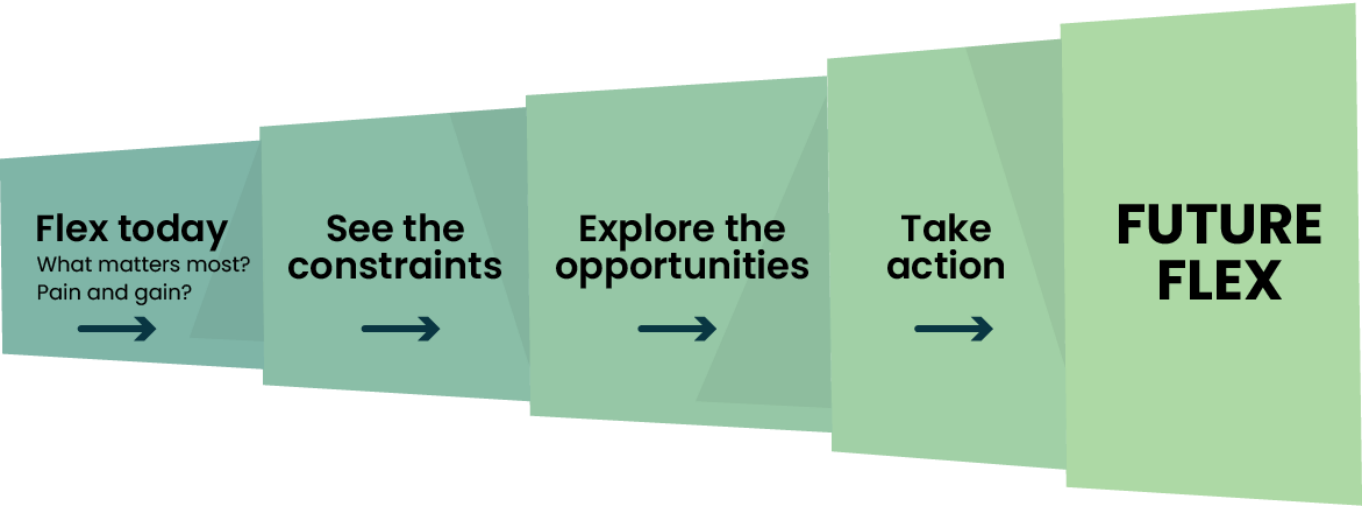 Flex today
What matters most?
Pain and gain?
See the
constraints
Explore the
opportunities
Take
action
FUTURE
FLEX